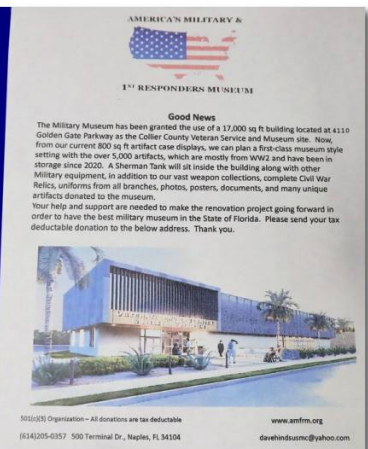 AMERICA'S MILITARY &
1ST RESPONDERS MUSEUM
Good News
The Military Museum has been granted the use of a 17,000 sq ft building located at 4110
Golden Gate Parkway as the Collier County Veteran Service and Museum site. Now,
from our current 800 sq ft artifact case displays, we can plan a first-class museum style
setting with the over 5,000 artifacts, which are mostly from WW2 and have been in
storage since 2020. A Sherman Tank will sit inside the building along with other
Military equipment, in addition to our vast weapon collections, complete Civil War
Relics, uniforms from all branches, photos, posters, documents, and many unique
artifacts donated to the museum.
Your help and support are needed to make the renovation project going forward in
order to have the best military museum in the State of Florida. Please send your tax
deductable donation to the below address. Thank you.
501(c)(3) Organization – All donations are tax deductible
www.amfrm.org
(614)205-0357 500 Terminal Dr., Naples, FL 34104
davehindsusmc@yahoo.com